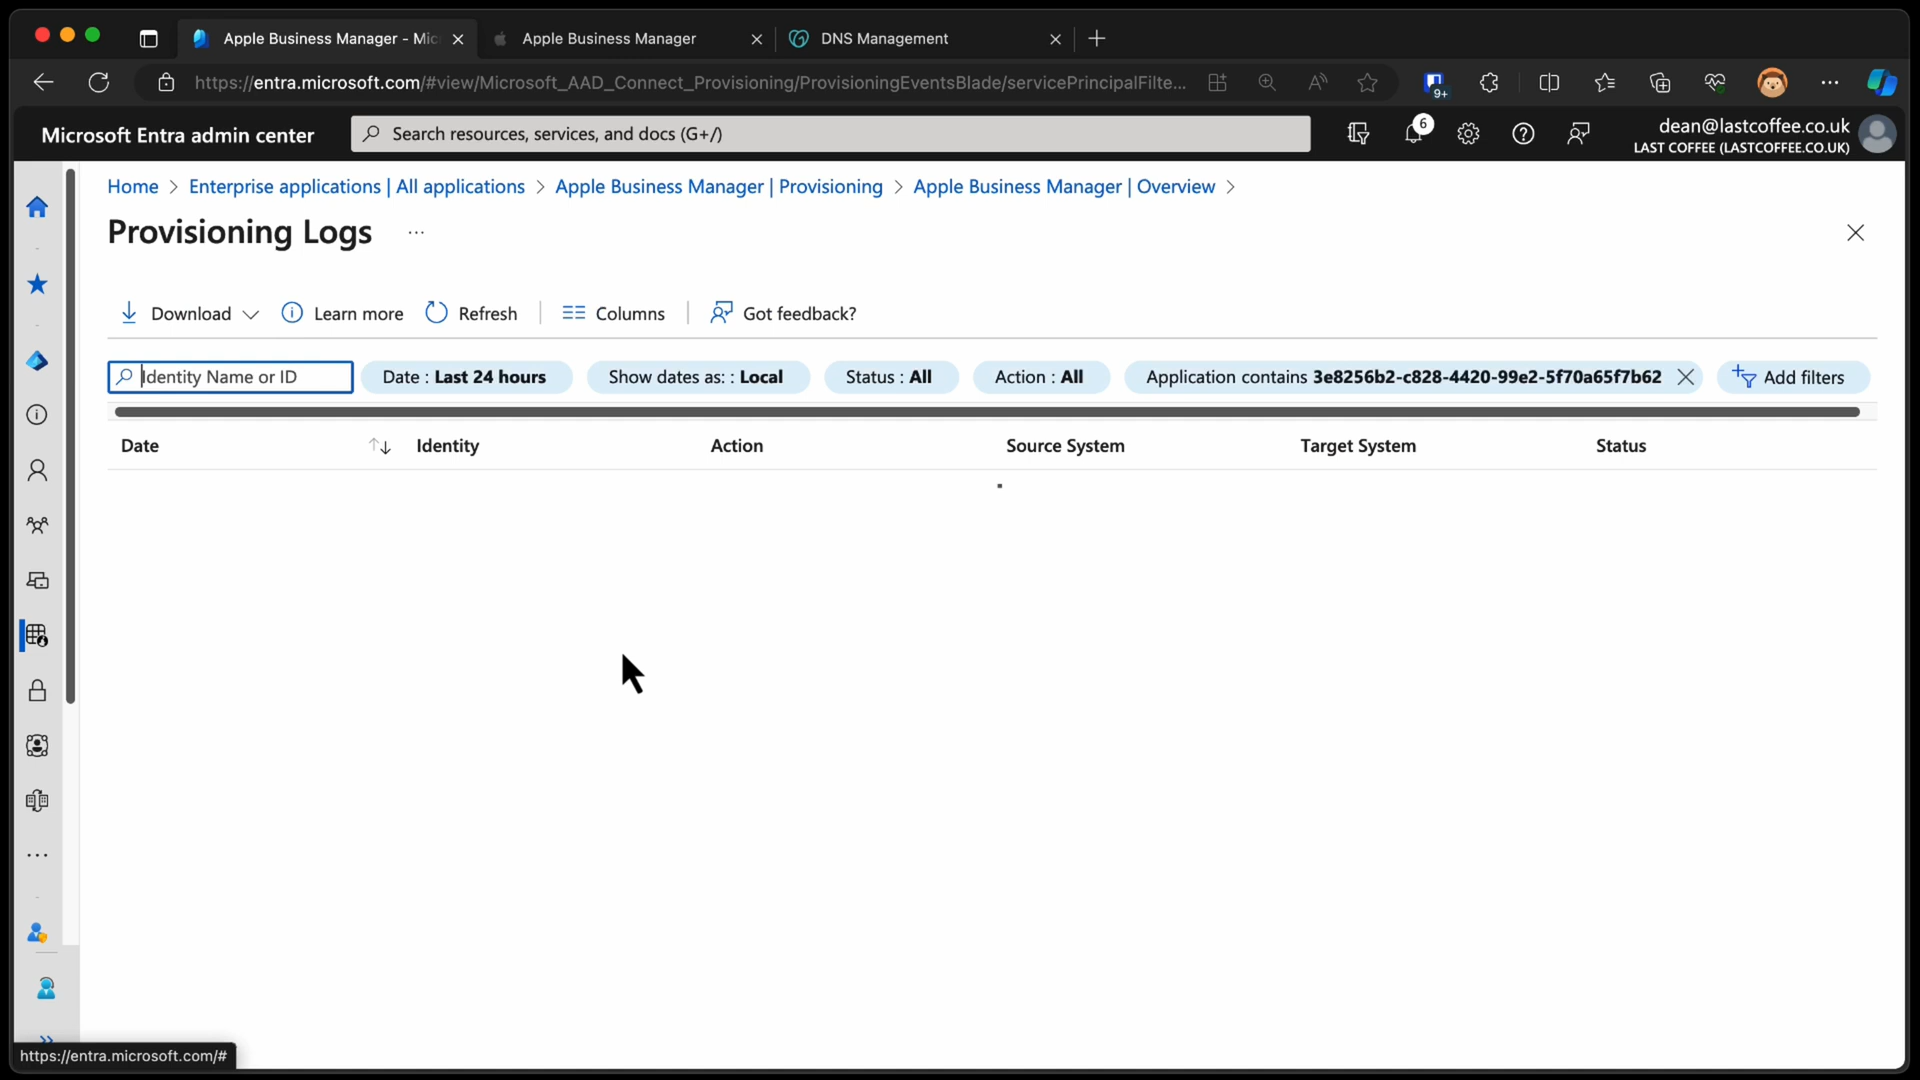 Apple Business Manager - Mic
Apple Business Manager
DNS Management
https://entra.microsoft.com/#view/Microsoft_AAD_Connect_Provisioning/ProvisioningEventsBlade/servicePrincipalFilte...
9+
Microsoft Entra admin center
Search resources, services, and docs (G+/)
6
dean@lastcoffee.co.uk
LAST COFFEE (LASTCOFFEE.CO.UK)
Home > Enterprise applications | All applications > Apple Business Manager | Provisioning > Apple Business Manager | Overview >
Provisioning Logs ...
Download Learn more Refresh Columns Got feedback?
Identity Name or ID Date : Last 24 hours Show dates as: : Local Status : All Action : All Application contains 3e8256b2-c828-4420-99e2-5f70a65f7b62 Add filters
Date Identity Action Source System Target System Status
https://entra.microsoft.com/#